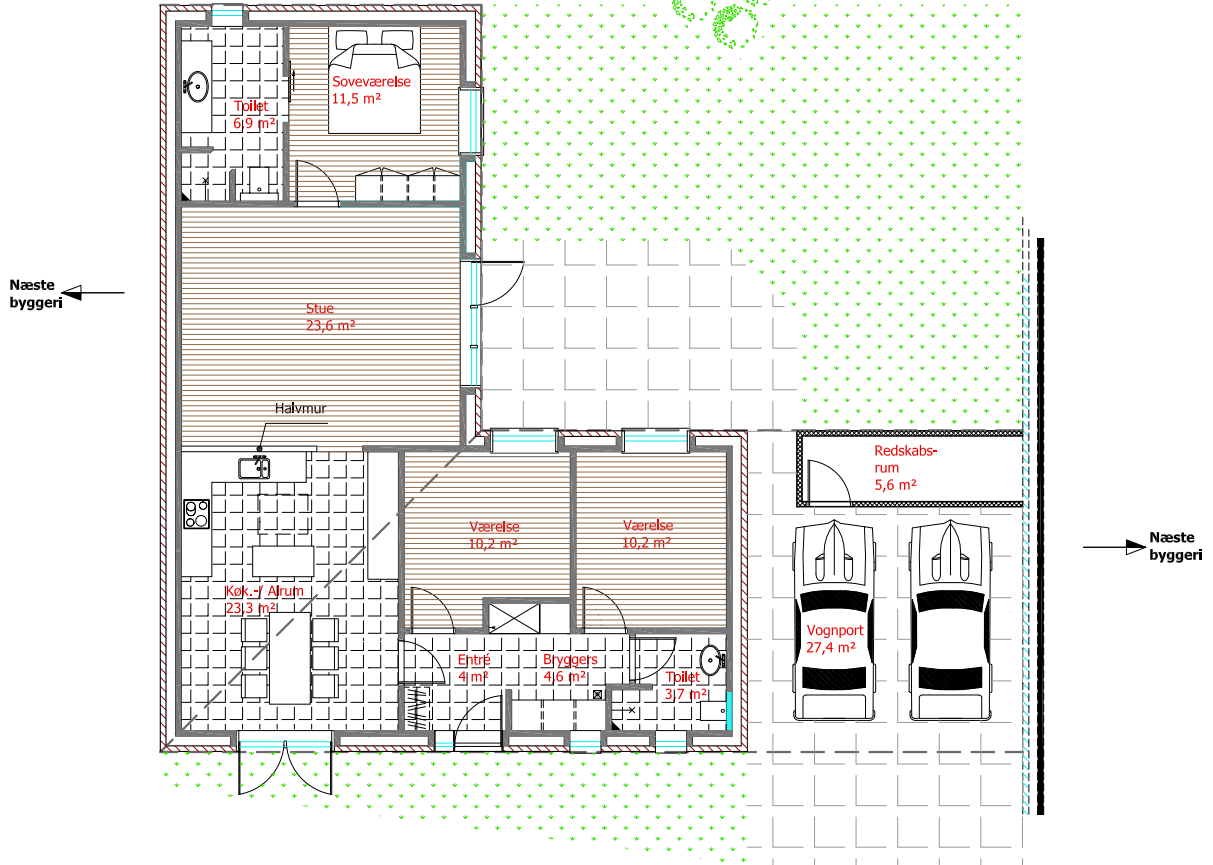 Soveværelse
11,5 m²
Toilet
6,9 m²
Næste
byggeri
Stue
23,6 m²
Halvmur
Redskabs-
rum
5,6 m²
Værelse
10,2 m²
Værelse
10,2 m²
Næste
byggeri
Køk.-/ Alrum
23,3 m²
Vognport
27,4 m²
Entré
4 m²
Bryggers
4,6 m²
Toilet
3,7 m²